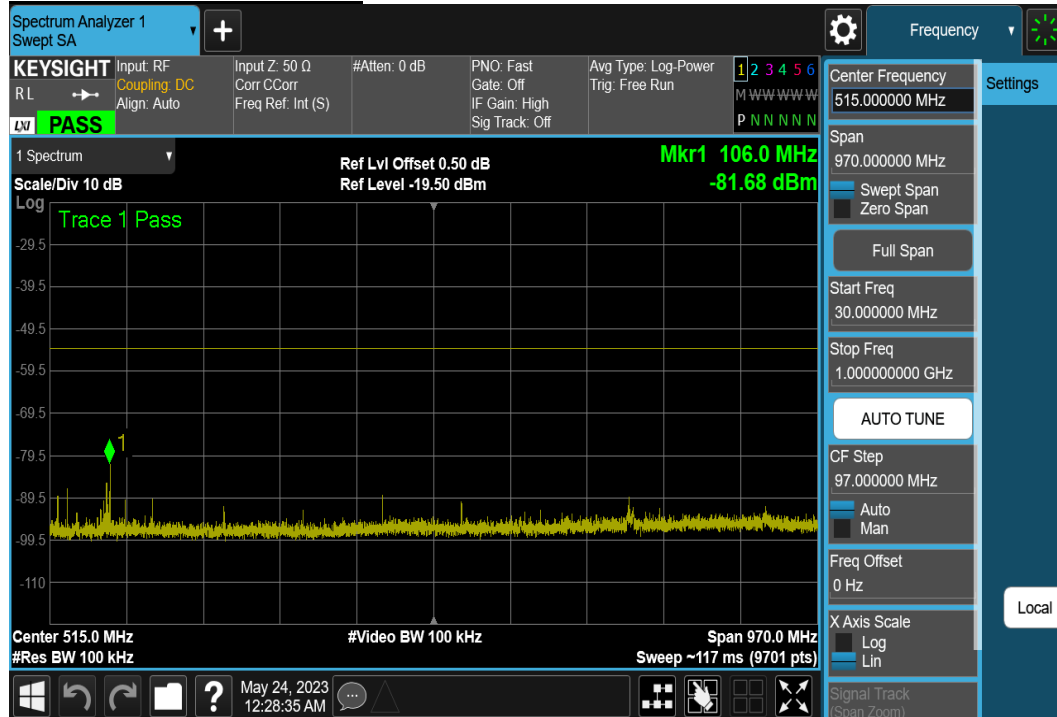 Spectrum Analyzer 1
Swept SA
+
Frequency
KEYSIGHT
RL
LXI
PASS
Input: RF
Coupling: DC
Align: Auto
Input Z: 50 Ω
Corr CCorr
Freq Ref: Int (S)
#Atten: 0 dB
PNO: Fast
Gate: Off
IF Gain: High
Sig Track: Off
Avg Type: Log-Power
Trig: Free Run
1 2 3 4 5 6
M W W W W W
P N N N N N
1 Spectrum
Scale/Div 10 dB
Ref Lvl Offset 0.50 dB
Ref Level -19.50 dBm
Mkr1 106.0 MHz
-81.68 dBm
Log
Trace 1 Pass
-29.5
-39.5
-49.5
-59.5
-69.5
-79.5
-89.5
-99.5
-110
1
Center 515.0 MHz
#Res BW 100 kHz
#Video BW 100 kHz
Span 970.0 MHz
Sweep ~117 ms (9701 pts)
?
May 24, 2023
12:28:35 AM
Center Frequency
515.000000 MHz
Span
970.000000 MHz
Swept Span
Zero Span
Full Span
Start Freq
30.000000 MHz
Stop Freq
1.000000000 GHz
AUTO TUNE
CF Step
97.000000 MHz
Auto
Man
Freq Offset
0 Hz
X Axis Scale
Log
Lin
Signal Track
(Span Zoom)
Settings
Local